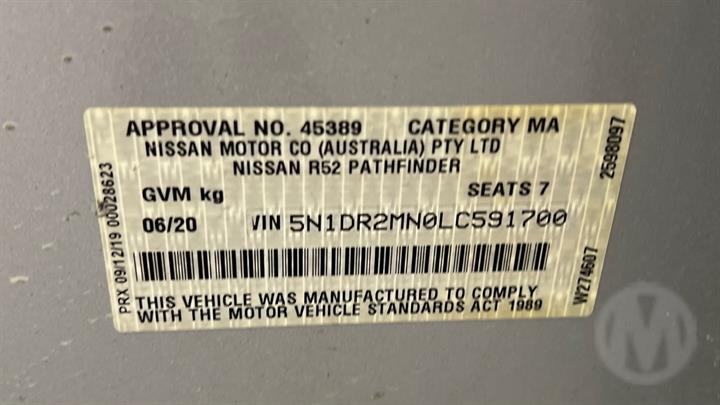 APPROVAL NO. 45389 CATEGORY MA
NISSAN MOTOR CO (AUSTRALIA) PTY LTD
NISSAN R52 PATHFINDER
GVM kg SEATS 7
06/20 VIN 5N1DR2MN0LC591700
THIS VEHICLE WAS MANUFACTURED TO COMPLY
WITH THE MOTOR VEHICLE STANDARDS ACT 1989
PRX 09/12/19 00028623
2598097
W274607
M